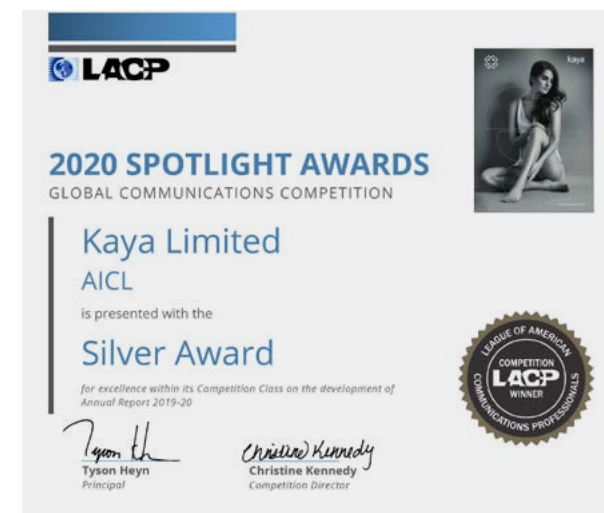 LACP
kaya
2020 SPOTLIGHT AWARDS
GLOBAL COMMUNICATIONS COMPETITION
Kaya Limited
AICL
is presented with the
Silver Award
for excellence within its Competition Class on the development of
Annual Report 2019-20
LEAGUE OF AMERICAN
COMMUNICATIONS PROFESSIONALS
COMPETITION
LACP
WINNER
Christine Kennedy
Tyson Heyn
Christine Kennedy
Principal
Competition Director